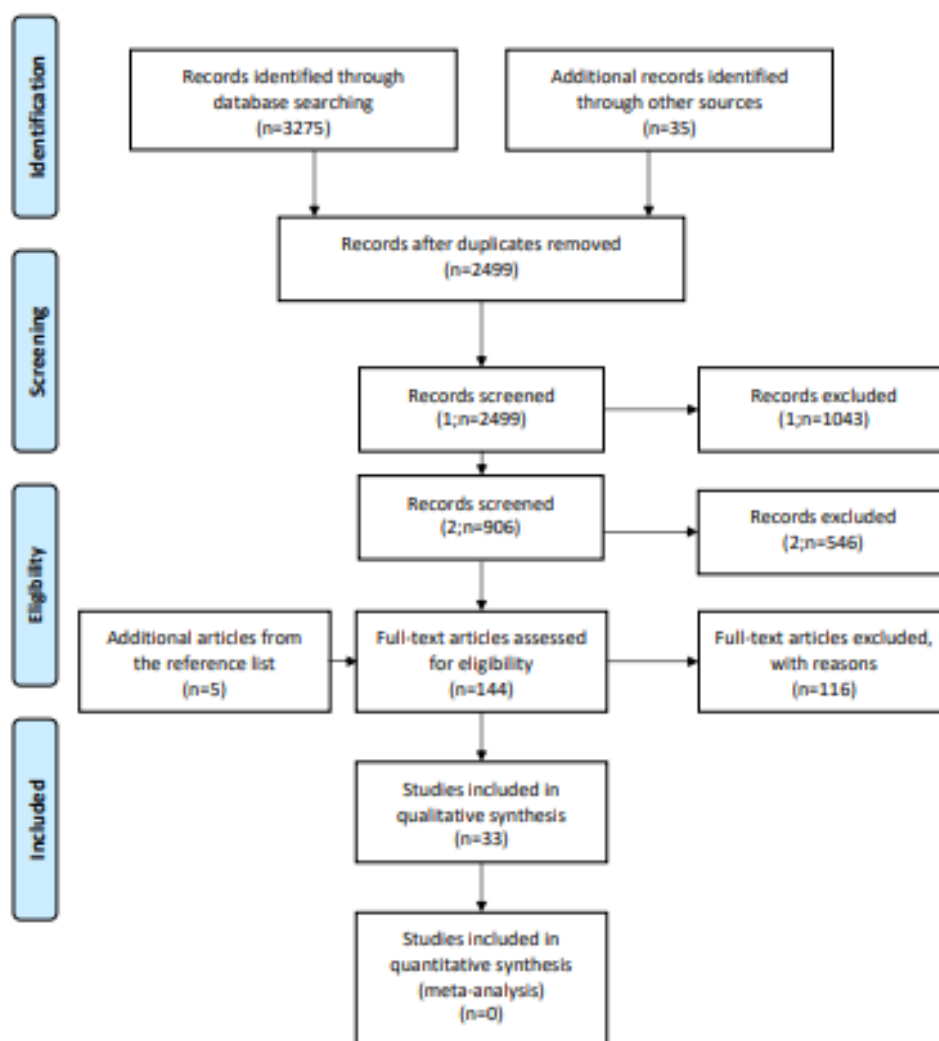 Identification
Records identified through
database searching
(n=3275)
Additional records identified
through other sources
(n=35)
Records after duplicates removed
(n=2499)
Screening
Records screened
(1;n=2499)
Records excluded
(1;n=1043)
Records screened
(2;n=906)
Records excluded
(2;n=546)
Eligibility
Additional articles from
the reference list
(n=5)
Full-text articles assessed
for eligibility
(n=144)
Full-text articles excluded,
with reasons
(n=116)
Included
Studies included in
qualitative synthesis
(n=33)
Studies included in
quantitative synthesis
(meta-analysis)
(n=0)